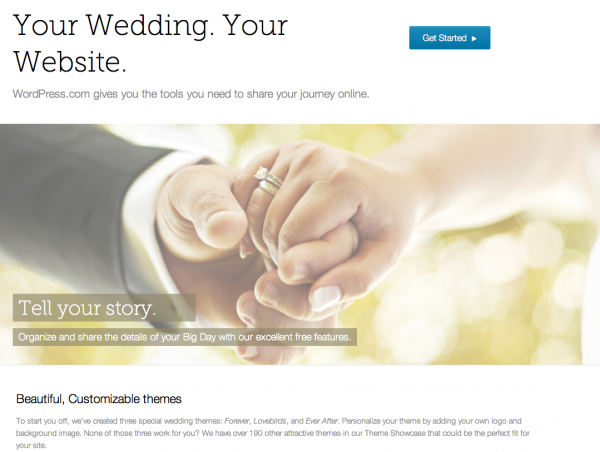 Your Wedding. Your
Website.
Get Started ►
WordPress.com gives you the tools you need to share your journey online.
Tell your story.
Organize and share the details of your Big Day with our excellent free features.
Beautiful, Customizable themes
To start you off, we've created three special wedding themes: Forever, Lovebirds, and Ever After. Personalize your theme by adding your own logo and
background image. None of those three work for you? We have over 190 other attractive themes in our Theme Showcase that could be the perfect fit for
your site.